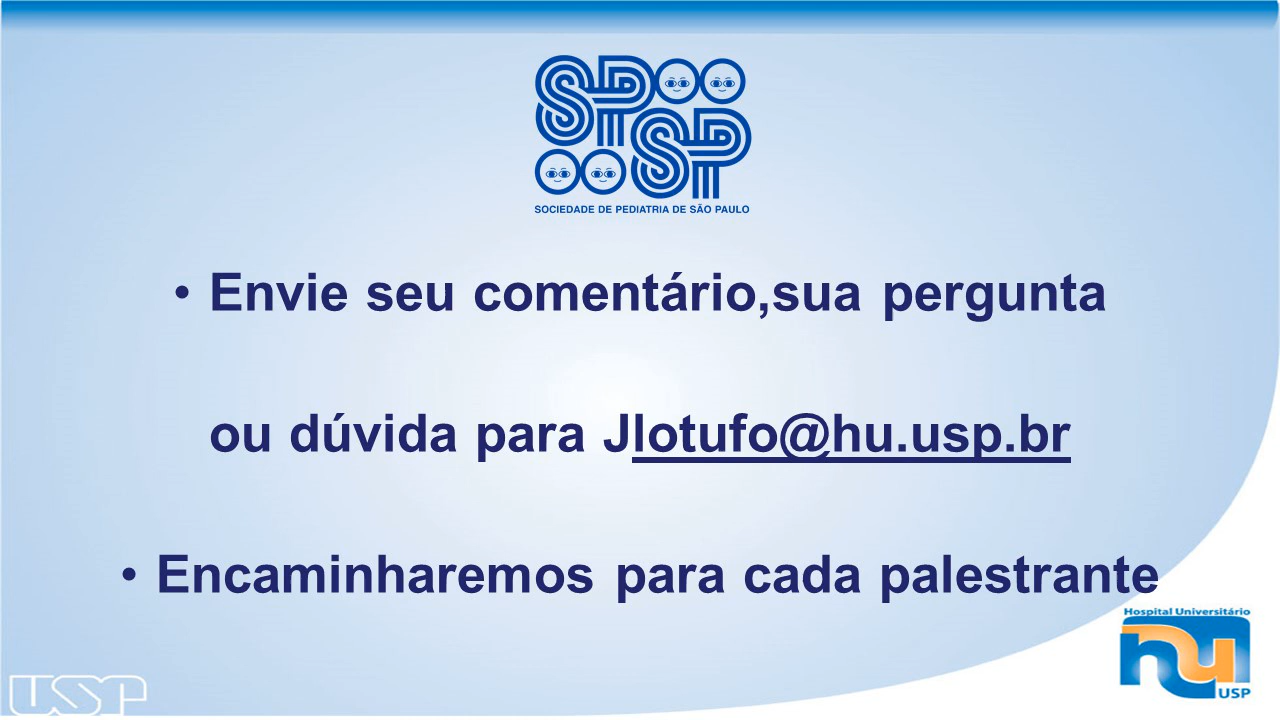 SPSP
SOCIEDADE DE PEDIATRIA DE SÃO PAULO
• Envie seu comentário,sua pergunta
ou dúvida para Jlotufo@hu.usp.br
• Encaminharemos para cada palestrante
Hospital Universitário
hu
USP
USP